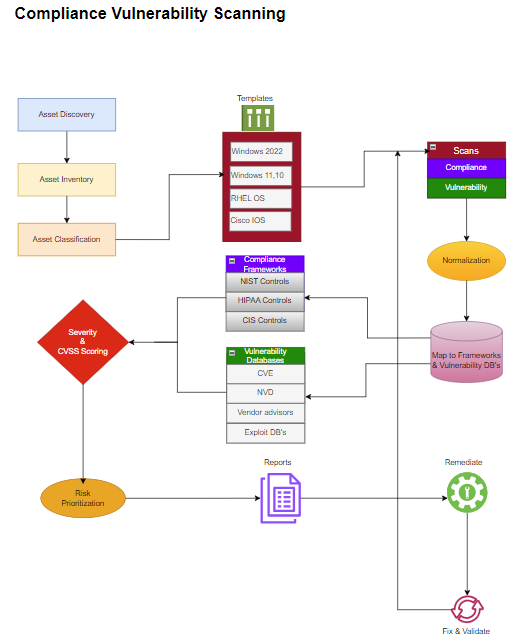 Compliance Vulnerability Scanning
Asset Discovery
Asset Inventory
Asset Classification
Templates
Windows 2022
Windows 11,10
RHEL OS
Cisco IOS
Scans
Compliance
Vulnerability
Normalization
Map to Frameworks
& Vulnerability DB's
Compliance
Frameworks
NIST Controls
HIPAA Controls
CIS Controls
Vulnerability
Databases
CVE
NVD
Vendor advisors
Exploit DB's
Severity
&
CVSS Scoring
Risk
Prioritization
Reports
Remediate
Fix & Validate